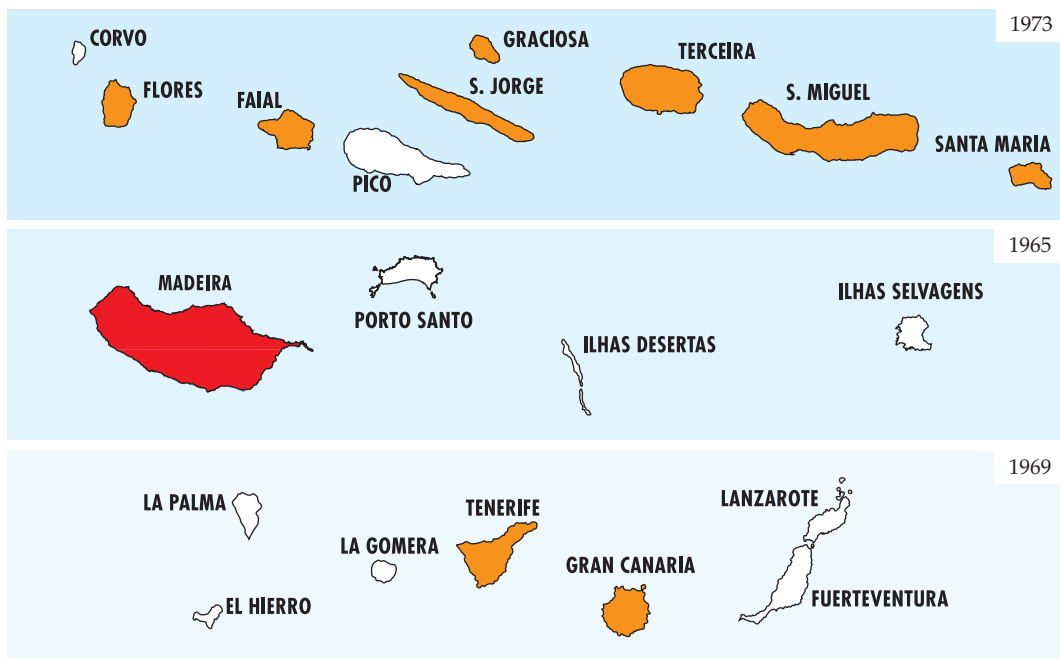 1973
CORVO
GRACIOSA
TERCEIRA
FLORES
FAIAL
S. JORGE
S. MIGUEL
SANTA MARIA
PICO
1965
MADEIRA
PORTO SANTO
ILHAS DESERTAS
ILHAS SELVAGENS
1969
LA PALMA
LA GOMERA
TENERIFE
LANZAROTE
EL HIERRO
GRAN CANARIA
FUERTEVENTURA